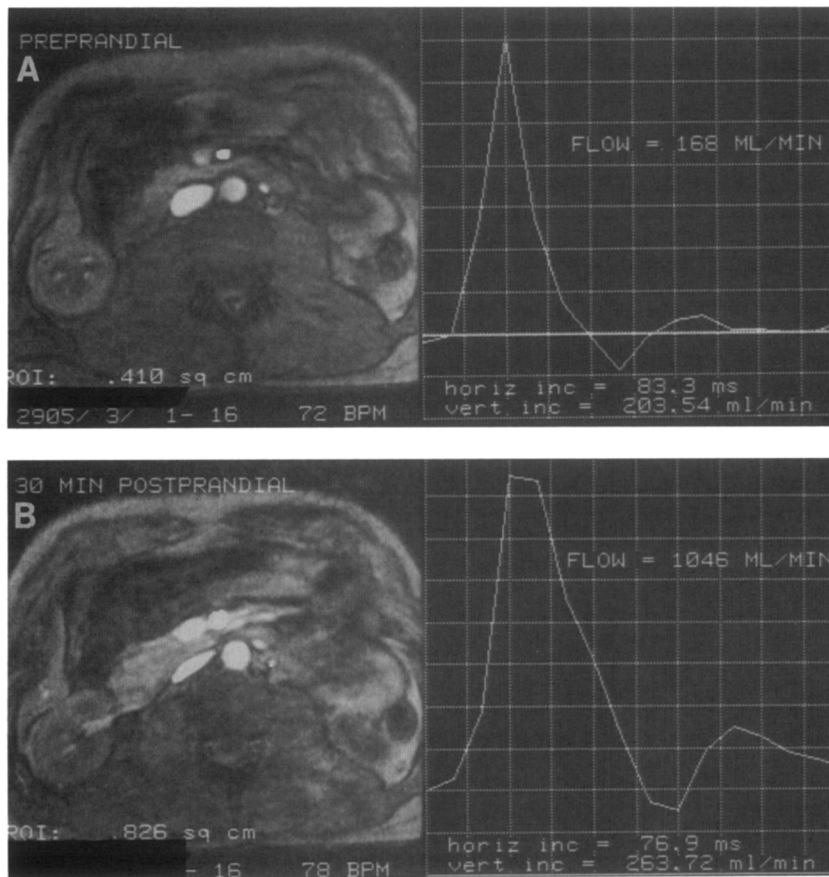 PREPRANDIAL
A
FLOW = 168 ML/MIN
ROI: .410 sq cm
horiz inc = 83.3 ms
vert inc = 203.54 ml/min
2905/ 3/ 1- 16 72 BPM
30 MIN POSTPRANDIAL
B
FLOW = 1046 ML/MIN
ROI: .826 sq cm
horiz inc = 76.9 ms
vert inc = 263.72 ml/min
- 16 78 BPM